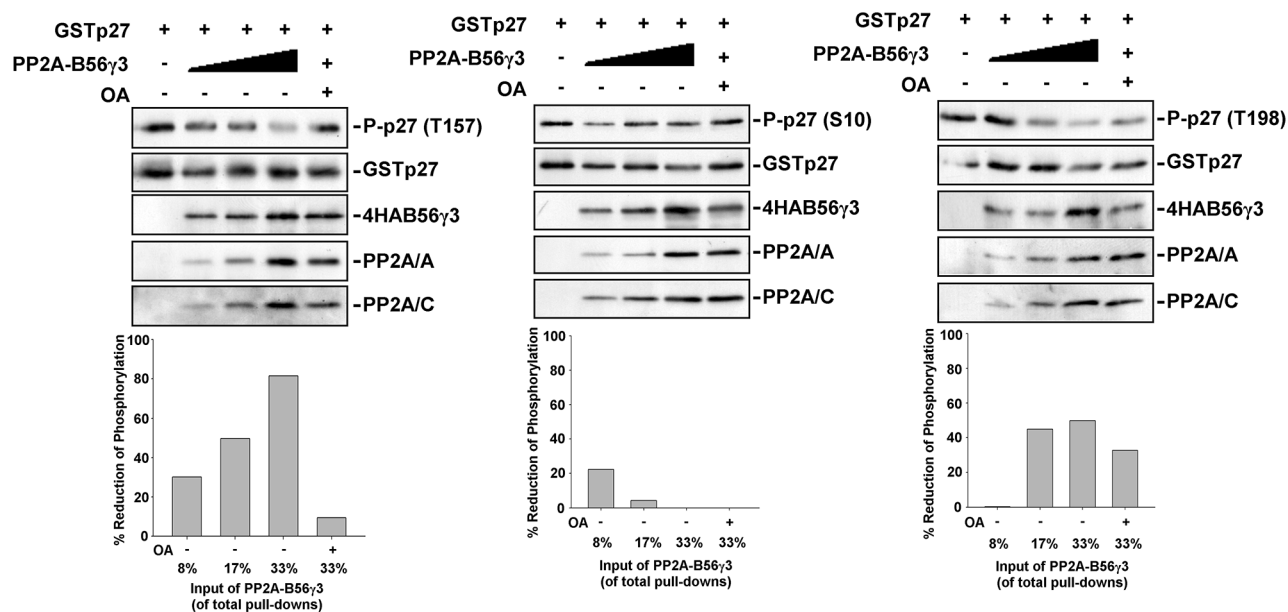 GSTp27 + + + + +
PP2A-B56γ3 - +
OA - - - - +
-P-p27 (T157)
-GSTp27
-4HAB56γ3
-PP2A/A
-PP2A/C
% Reduction of Phosphorylation
100
80
60
40
20
0
OA - - - +
8% 17% 33% 33%
Input of PP2A-B56γ3
(of total pull-downs)
GSTp27 + + + + +
PP2A-B56γ3 - +
OA - - - - +
-P-p27 (S10)
-GSTp27
-4HAB56γ3
-PP2A/A
-PP2A/C
% Reduction of Phosphorylation
100
80
60
40
20
0
OA - - - +
8% 17% 33% 33%
Input of PP2A-B56γ3
(of total pull-downs)
GSTp27 + + + + +
PP2A-B56γ3 - +
OA - - - - +
-P-p27 (T198)
-GSTp27
-4HAB56γ3
-PP2A/A
-PP2A/C
% Reduction of Phosphorylation
100
80
60
40
20
0
OA - - - +
8% 17% 33% 33%
Input of PP2A-B56γ3
(of total pull-downs)